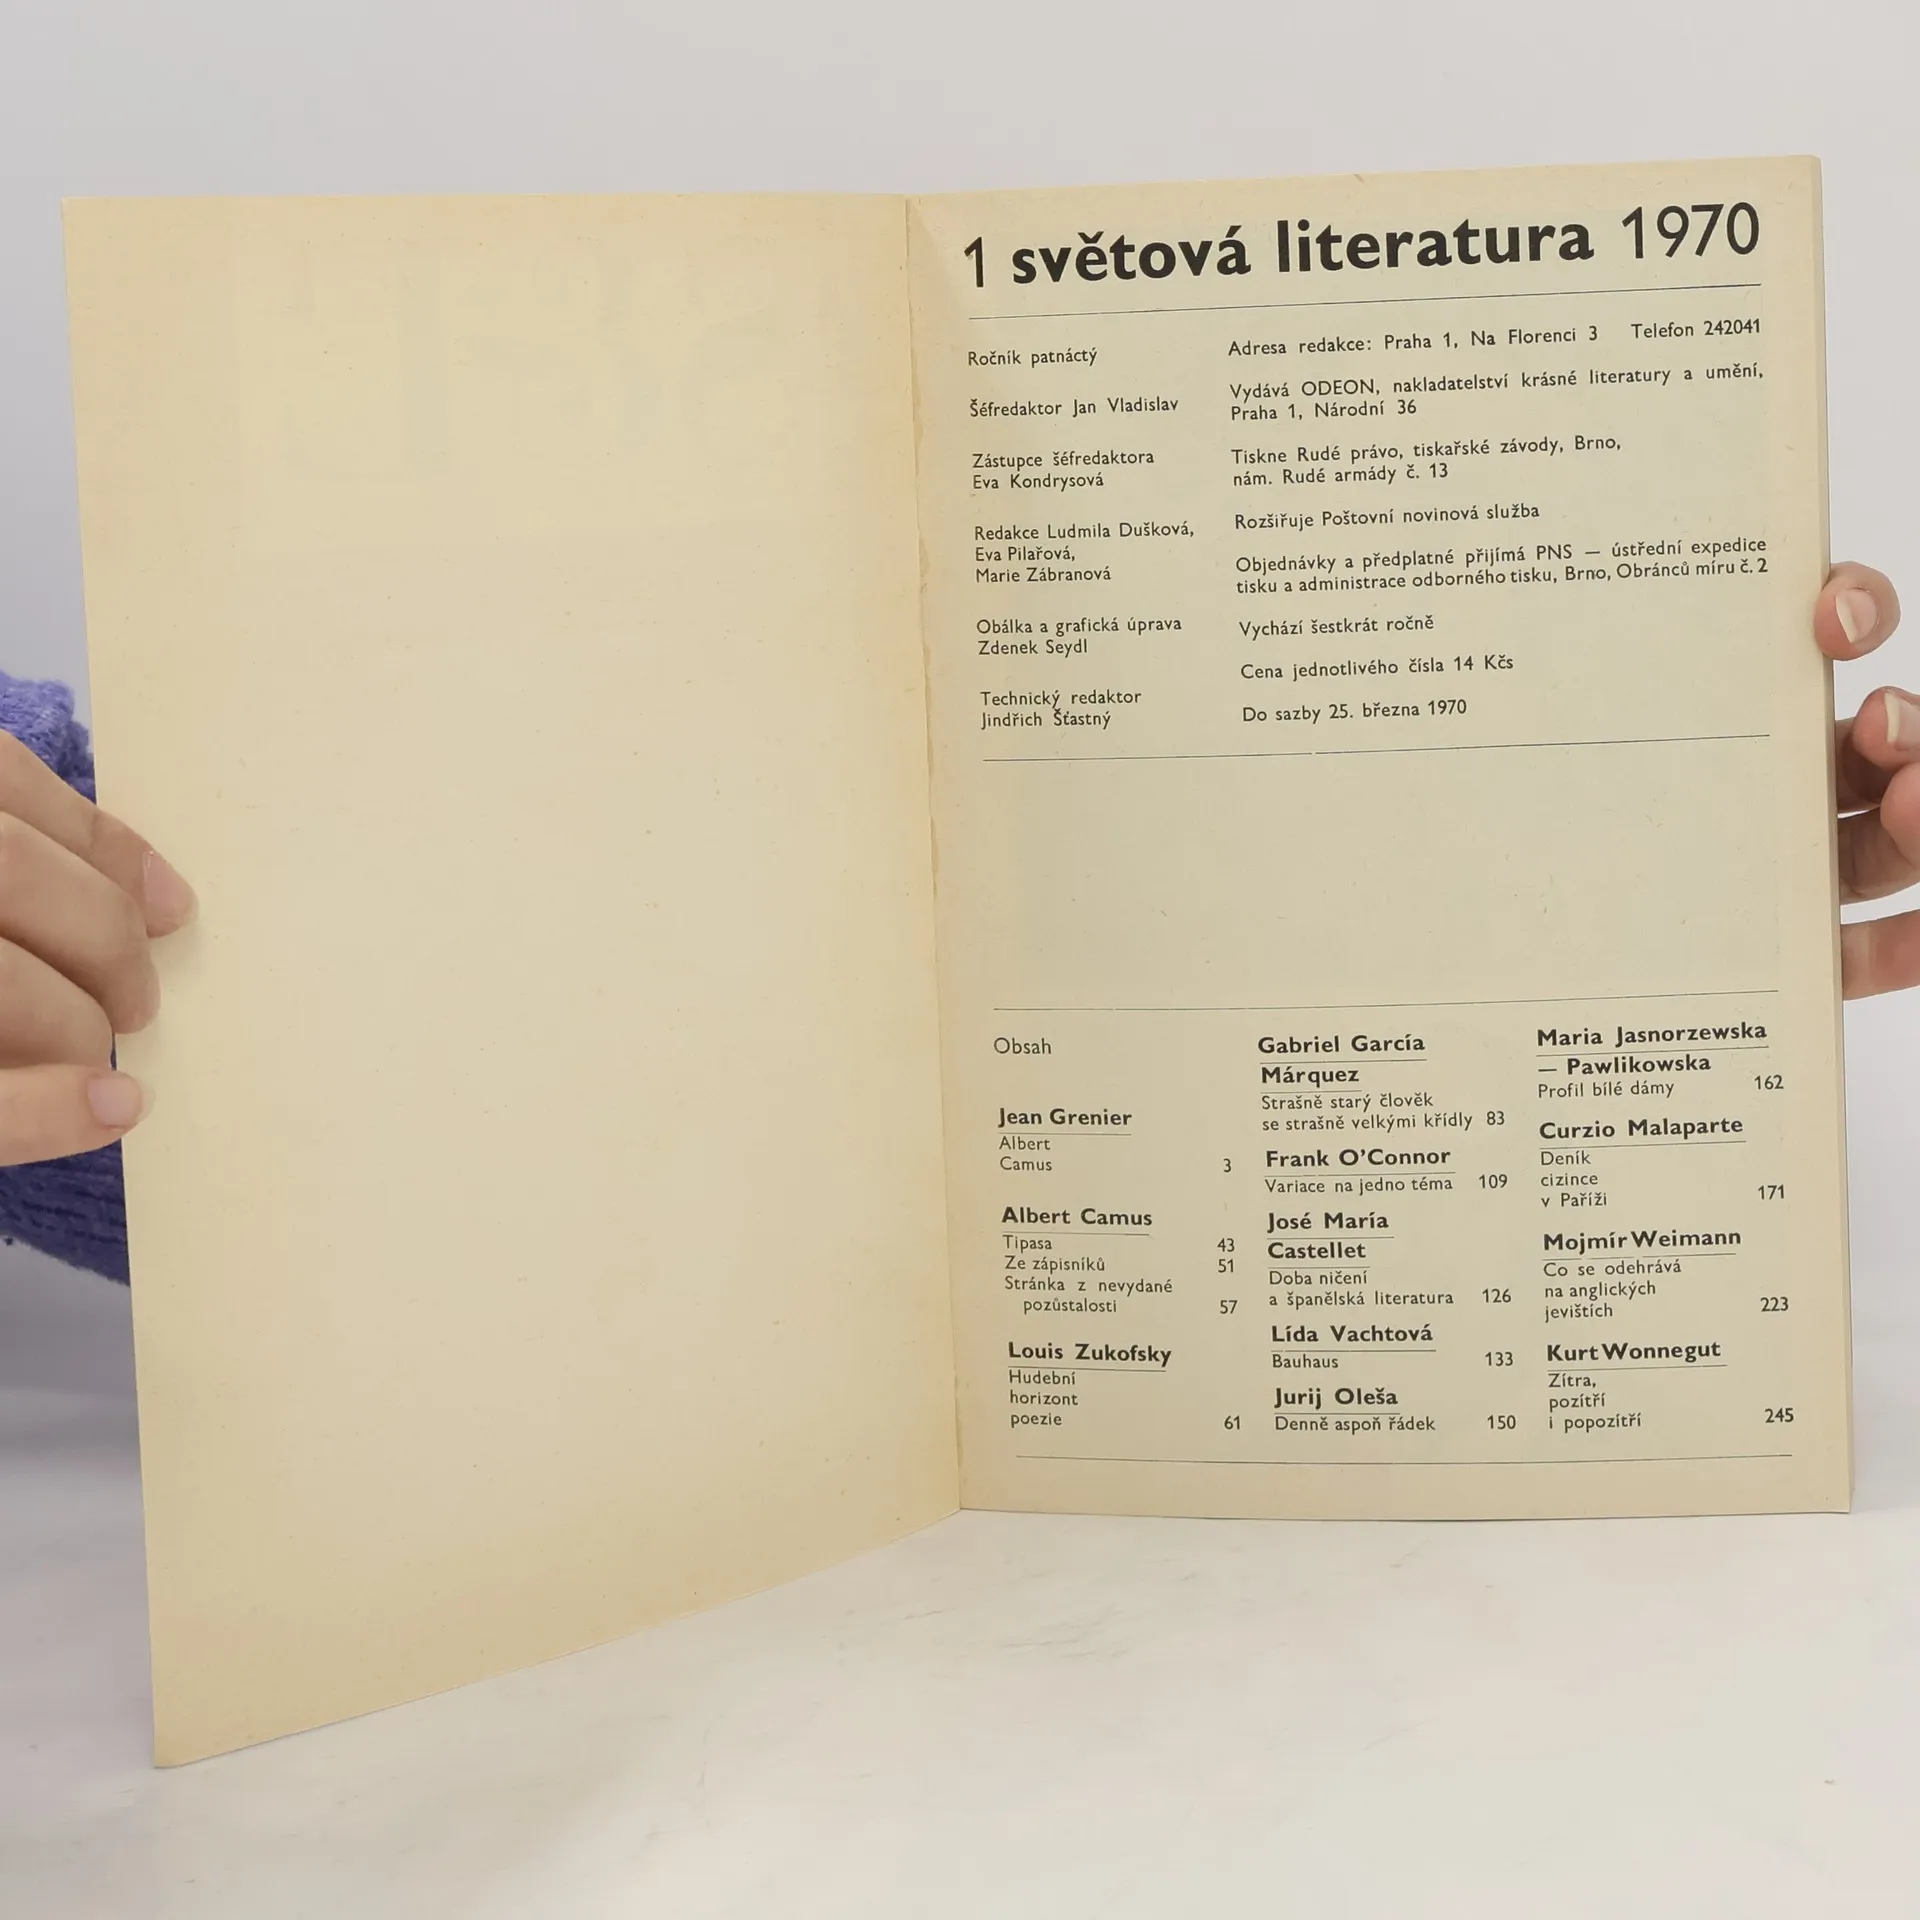 1 světová literatura 1970
Ročník patnáctý
Šéfredaktor Jan Vladislav
Zástupce šéfredaktora
Eva Kondrysová
Redakce Ludmila Dušková,
Eva Pilařová,
Marie Zábranová
Obálka a grafická úprava
Zdenek Seydl
Technický redaktor
Jindřich Šťastný
Adresa redakce: Praha 1, Na Florenci 3 Telefon 242041
Vydává ODEON, nakladatelství krásné literatury a umění,
Praha 1, Národní 36
Tiskne Rudé právo, tiskařské závody, Brno,
nám. Rudé armády č. 13
Rozšiřuje Poštovní novinová služba
Objednávky a předplatné přijímá PNS — ústřední expedice
tisku a administrace odborného tisku, Brno, Obránců míru č. 2
Vychází šestkrát ročně
Cena jednotlivého čísla 14 Kčs
Do sazby 25. března 1970
Obsah
Jean Grenier
Albert
Camus 3
Albert Camus
Tipasa 43
Ze zápisníků 51
Stránka z nevydané
pozůstalosti 57
Louis Zukofsky
Hudební
horizont
poezie 61
Gabriel García
Márquez
Strašně starý člověk
se strašně velkými křídly 83
Frank O’Connor
Variace na jedno téma 109
José María
Castellet
Doba ničení
a španělská literatura 126
Lída Vachtová
Bauhaus 133
Jurij Oleša
Denně aspoň řádek 150
Maria Jasnorzewska
— Pawlikowska
Profil bílé dámy 162
Curzio Malaparte
Deník
cizince
v Paříži 171
Mojmír Weimann
Co se odehrává
na anglických
jevištích 223
Kurt Wonnegut
Zítra,
pozítří
i popozítří 245